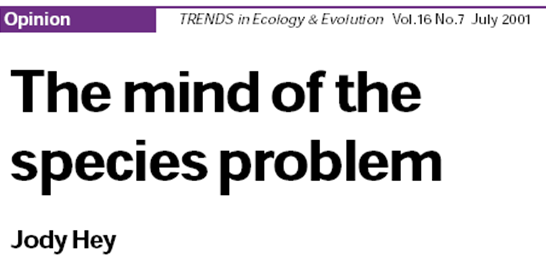 Opinion
TRENDS in Ecology & Evolution Vol.16 No.7 July 2001
The mind of the
species problem
Jody Hey